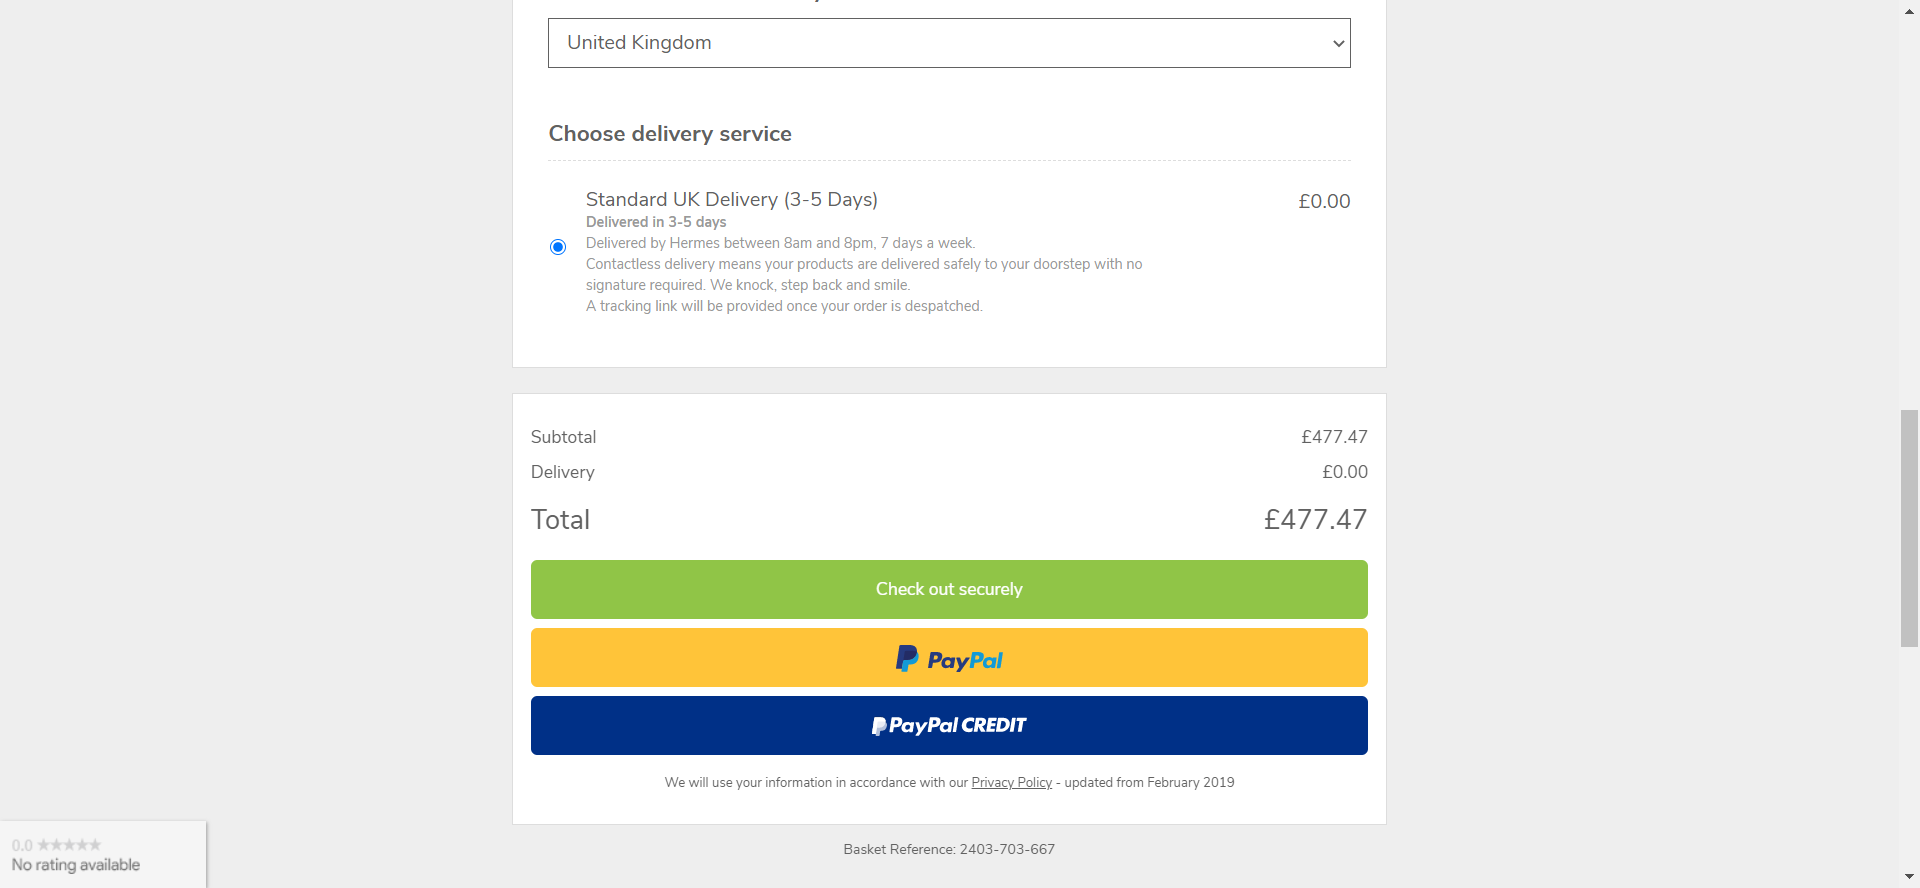 United Kingdom
Choose delivery service
Standard UK Delivery (3-5 Days)
£0.00
Delivered in 3-5 days
Delivered by Hermes between 8am and 8pm, 7 days a week.
Contactless delivery means your products are delivered safely to your doorstep with no
signature required. We knock, step back and smile.
A tracking link will be provided once your order is despatched.
Subtotal £477.47
Delivery £0.00
Total £477.47
Check out securely
PayPal
PayPal CREDIT
We will use your information in accordance with our Privacy Policy - updated from February 2019
0.0
No rating available
Basket Reference: 2403-703-667